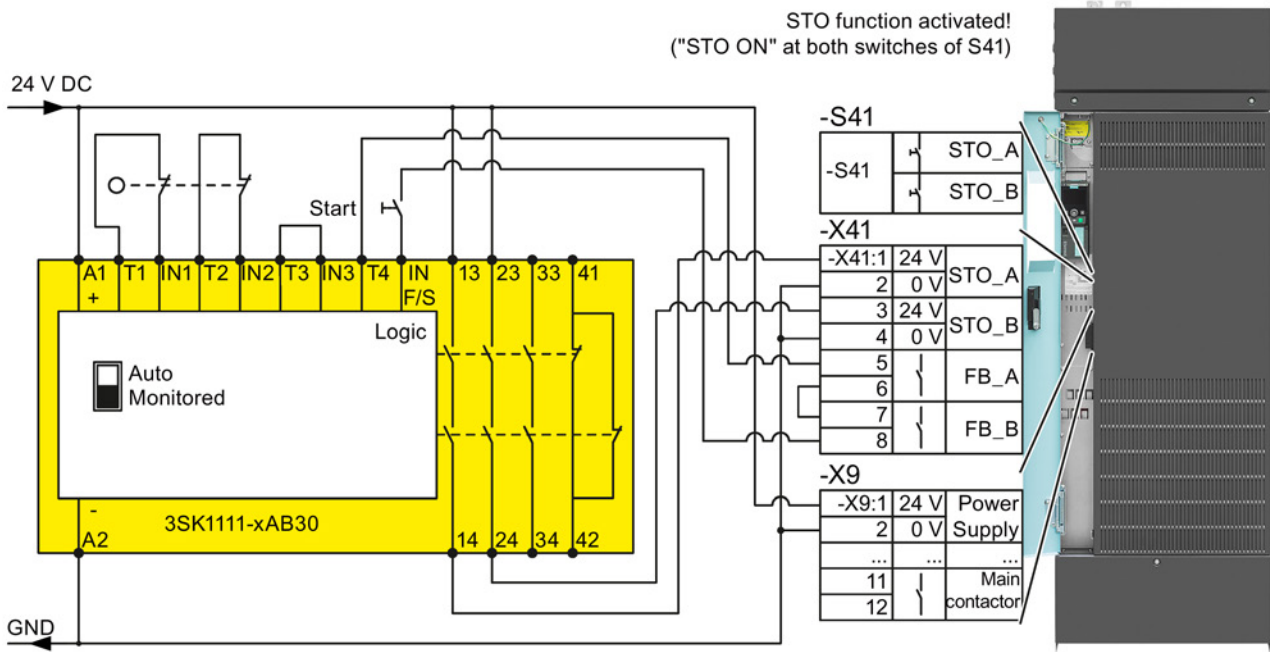 STO function activated!
("STO ON" at both switches of S41)
24 V DC
-S41
-S41
STO_A
STO_B
Start
-X41
-X41:1 24 V STO_A
2 0 V
3 24 V STO_B
4 0 V
5 FB_A
6
7 FB_B
8
A1 T1 IN1 T2 IN2 T3 IN3 T4 IN 13 23 33 41
+ F/S
Logic
Auto
Monitored
-X9
-X9:1 24 V Power
2 0 V Supply
... ... ...
11 Main
12 contactor
-
3SK1111-xAB30
A2 14 24 34 42
GND